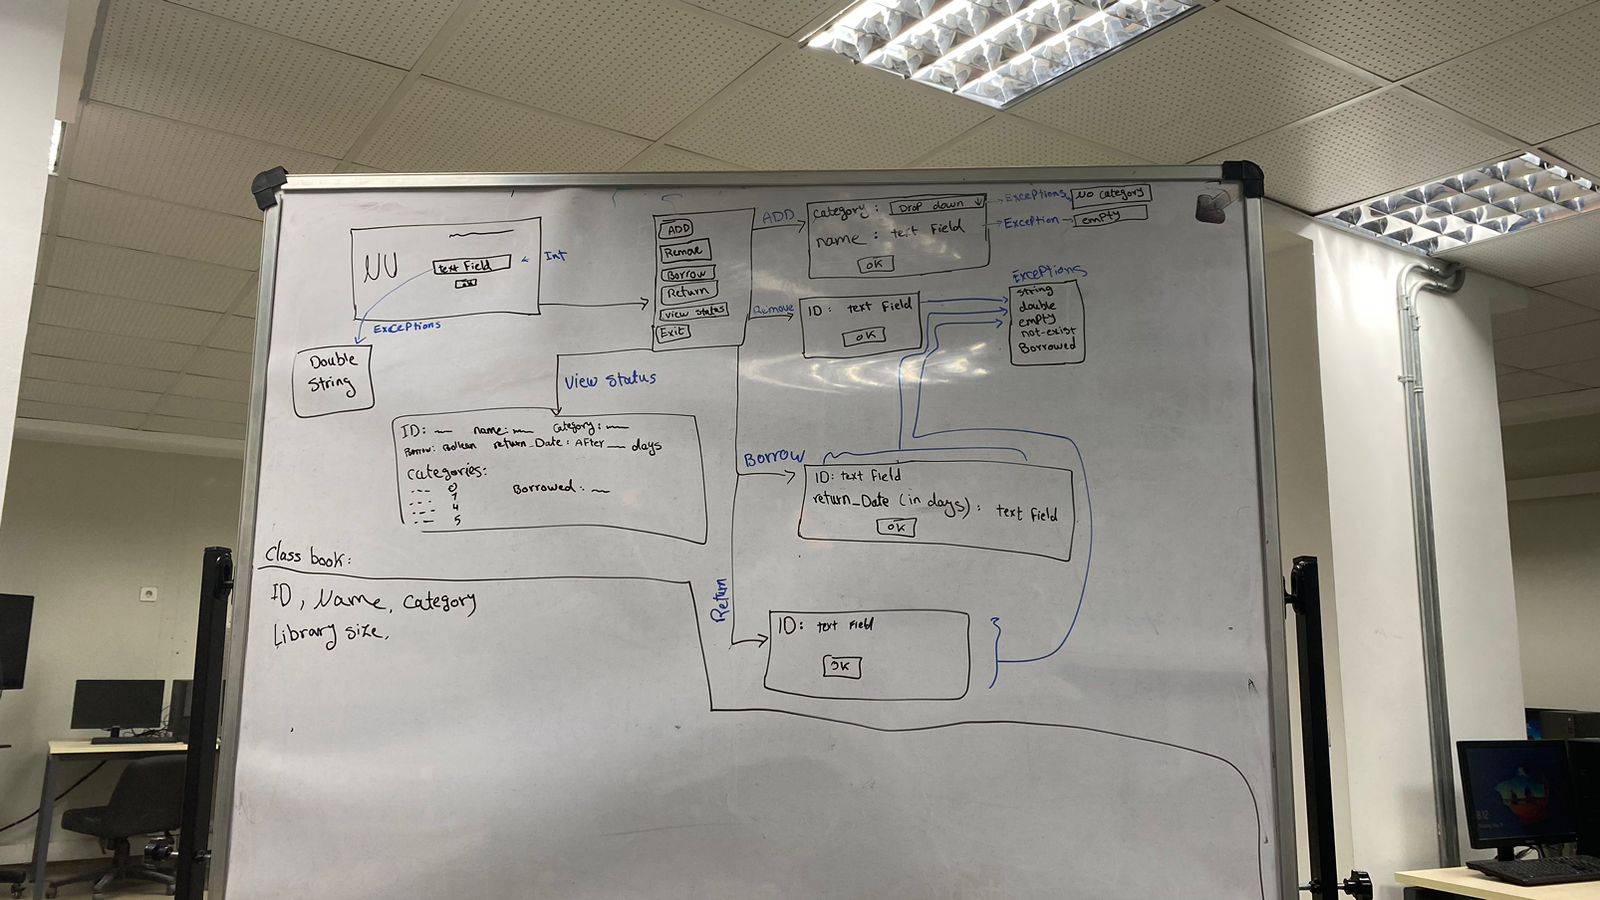 NU
text Field
OK
Int
Exceptions
Double
String
ADD
Remove
Borrow
Return
view status
Exit
ADD
category: Drop down
name: text Field
OK
Exceptions
No category
Exception
empty
Remove
ID: text Field
OK
Exceptions
string
double
empty
not-exist
Borrowed
View Status
ID: name: category:
Borrow: Boolean return_Date: After days
categories:
0
1
4
5
Borrowed:
Borrow
ID: text Field
return_Date (in days): text Field
OK
Return
ID: text Field
OK
Class book:
ID, Name, Category
Library size,